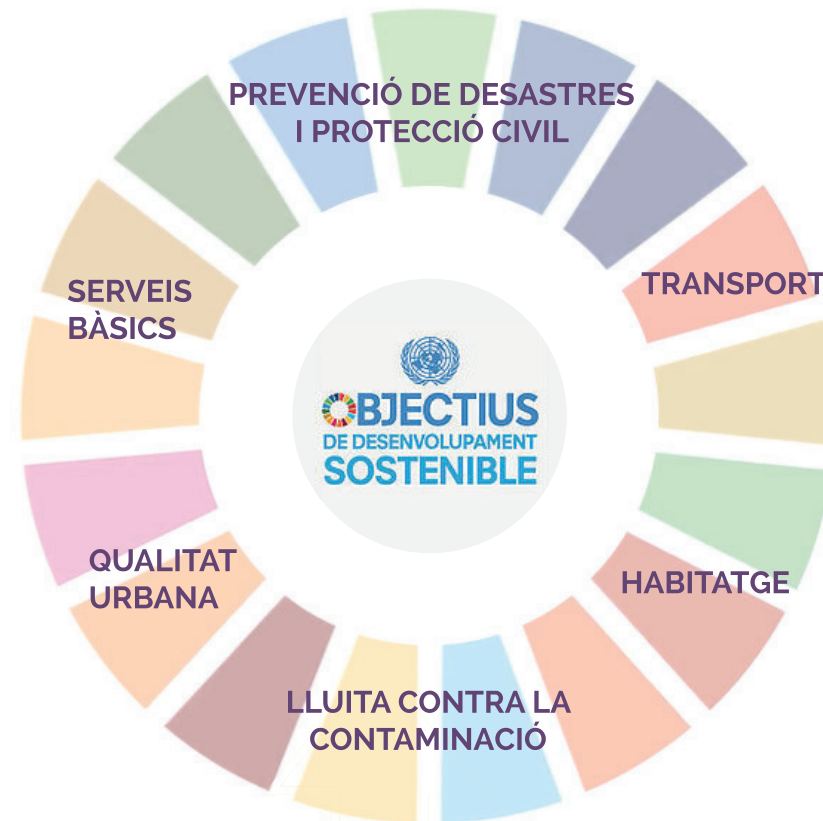 PREVENCIÓ DE DESASTRES
I PROTECCIÓ CIVIL
SERVEIS
BÀSICS
TRANSPORT
OBJECTIUS
DE DESENVOLUPAMENT
SOSTENIBLE
QUALITAT
URBANA
HABITATGE
LLUITA CONTRA LA
CONTAMINACIÓ